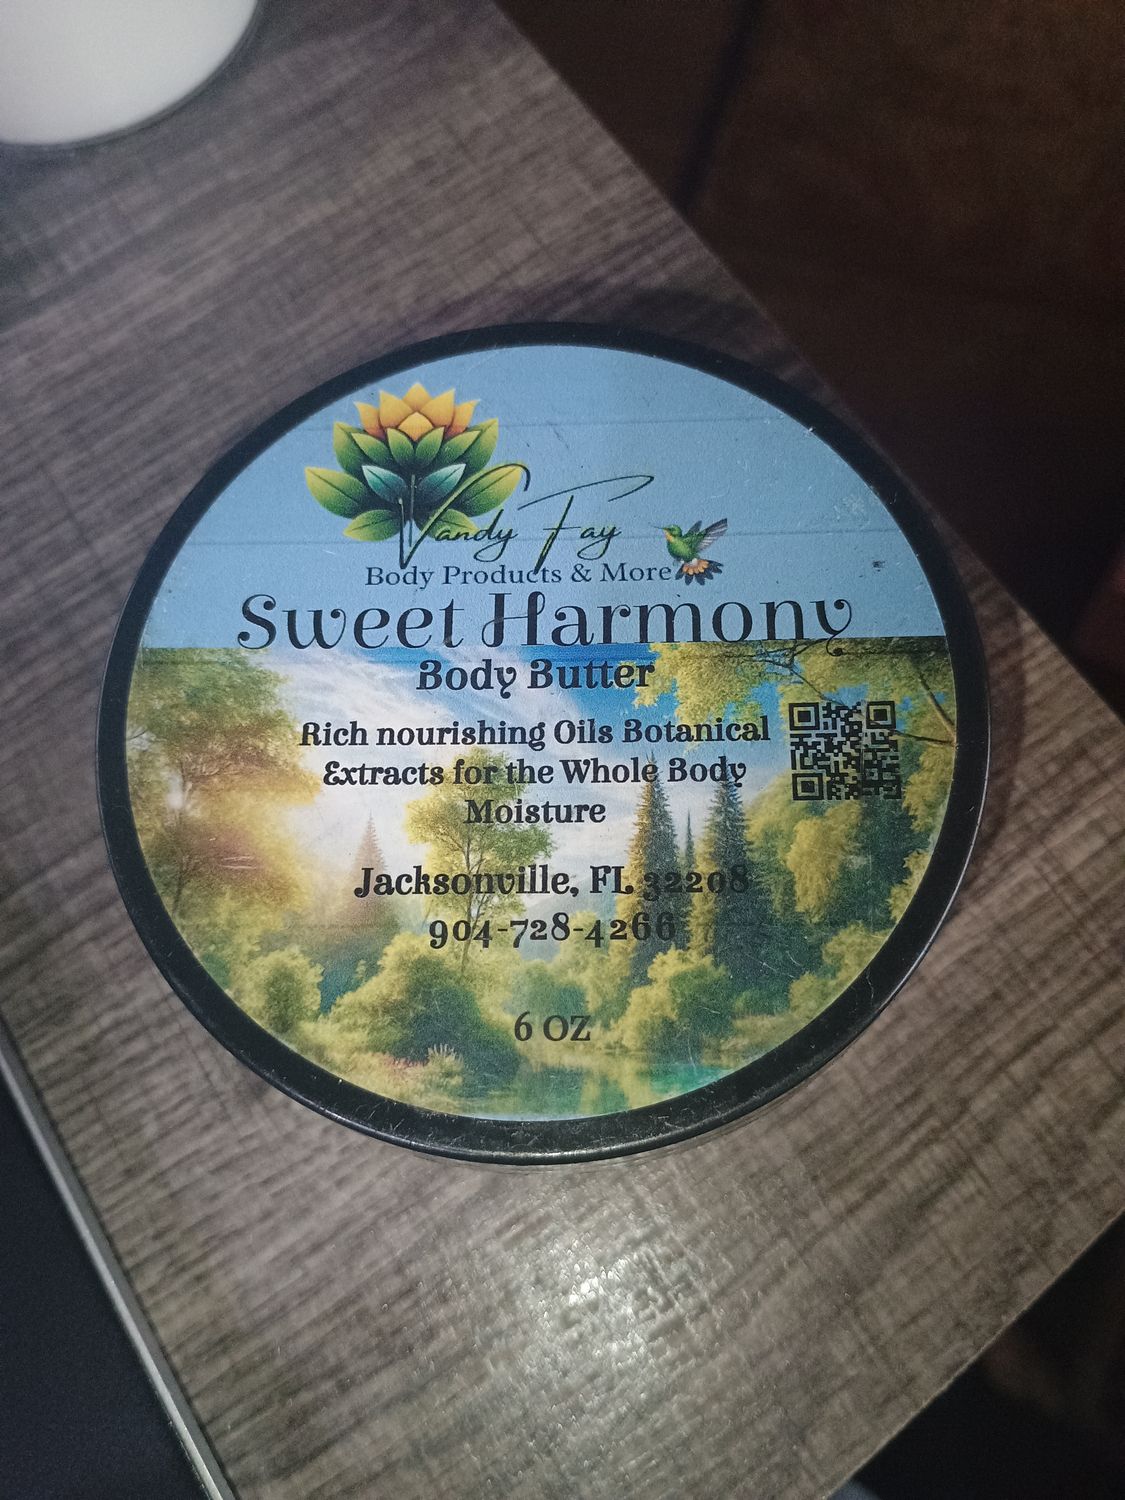 Vandy Fay
Body Products & More
Sweet Harmony
Body Butter
Rich nourishing Oils Botanical
Extracts for the Whole Body
Moisture
Jacksonville, FL 32208
904-728-4266
6 OZ